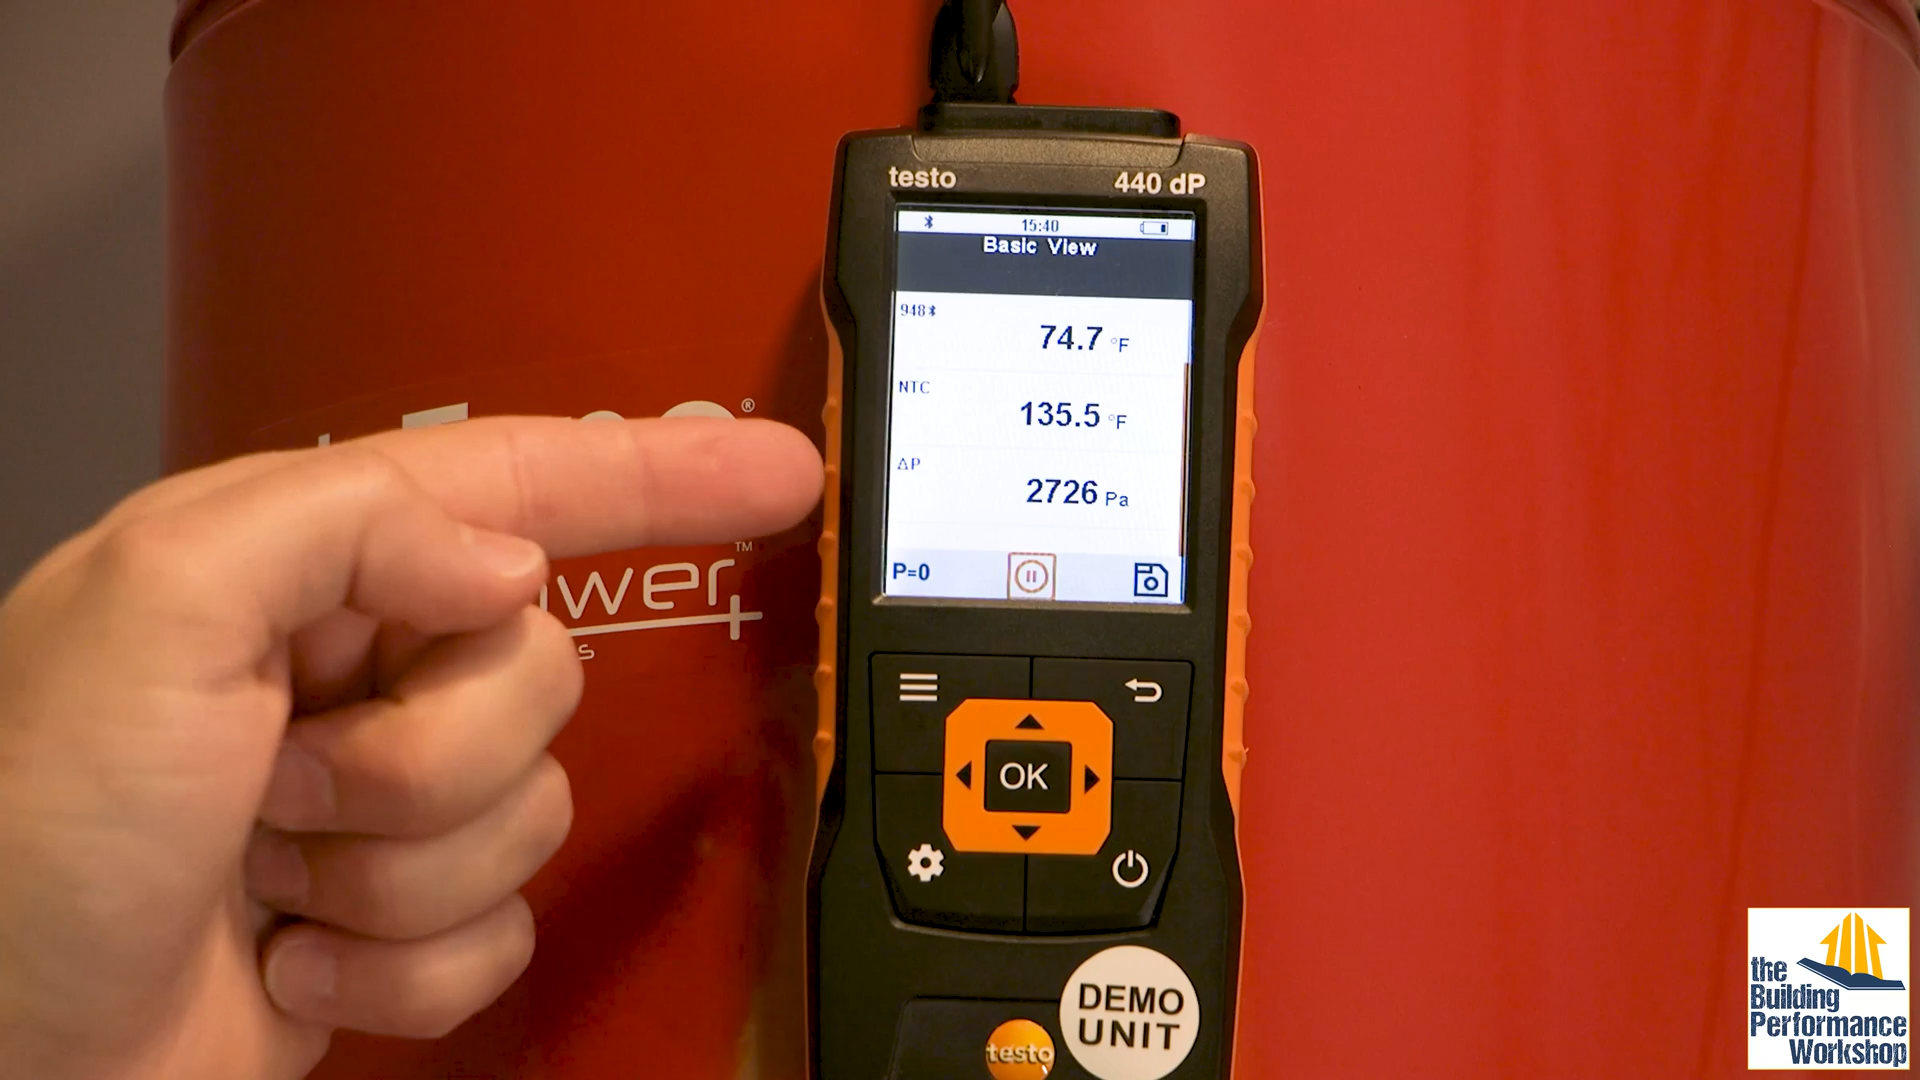 testo 440 dP
15:40
Basic View
948
74.7 °F
NTC
135.5 °F
ΔP
2726 Pa
P=0
OK
DEMO
UNIT
testo
®
™
wer
s
the
Building
Performance
Workshop